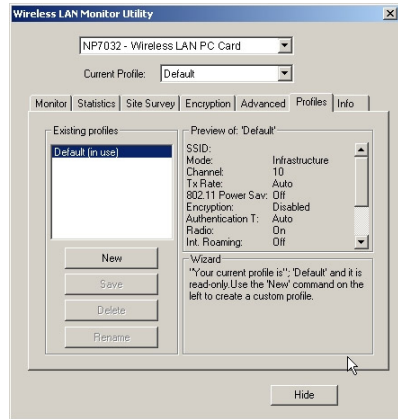 Wireless LAN Monitor Utility
NP7032 - Wireless LAN PC Card
Current Profile: Default
Monitor Statistics Site Survey Encryption Advanced Profiles Info
Existing profiles
Default (in use)
New
Save
Delete
Rename
Preview of: 'Default'
SSID:
Mode: Infrastructure
Channel: 10
Tx Rate: Auto
802.11 Power Sav: Off
Encryption: Disabled
Authentication T: Auto
Radio: On
Int. Roaming: Off
Wizard
"Your current profile is"; 'Default' and it is
read-only.Use the 'New' command on the
left to create a custom profile.
Hide